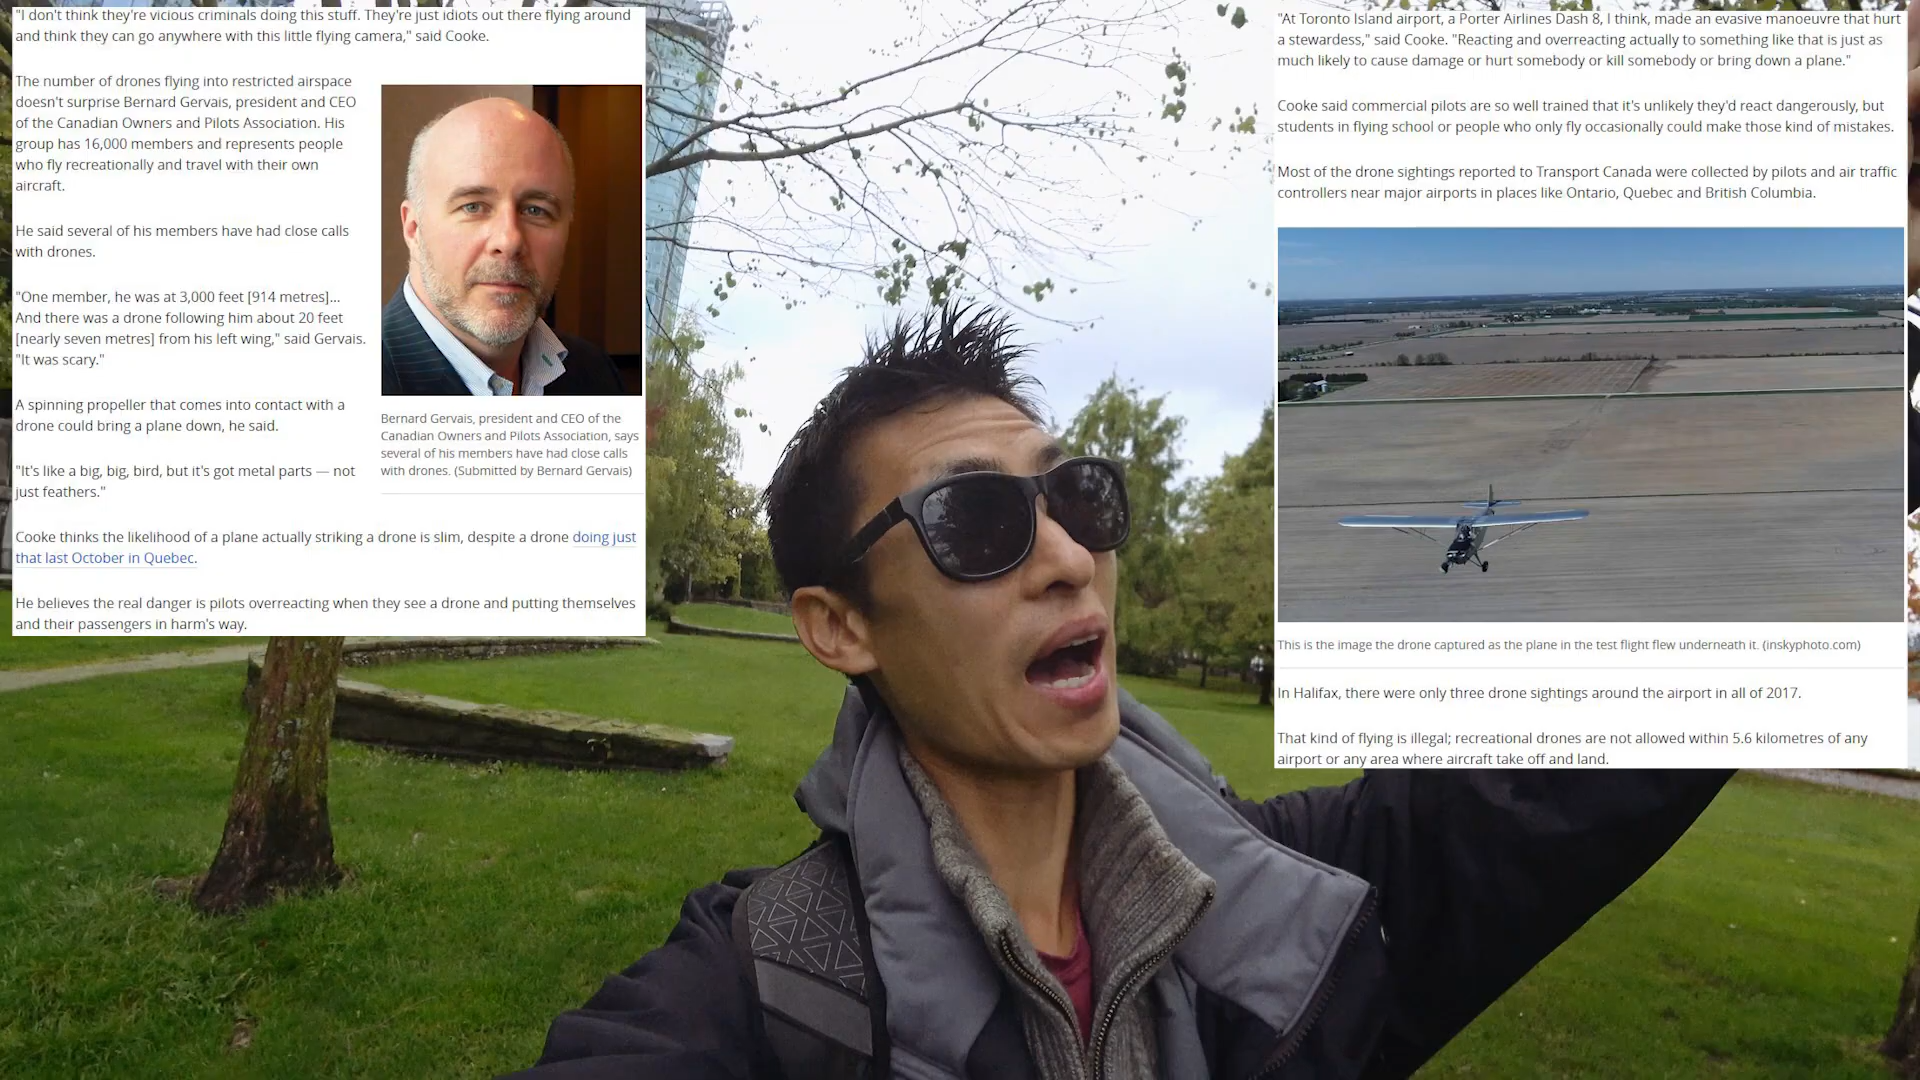 "I don't think they're vicious criminals doing this stuff. They're just idiots out there flying around
and think they can go anywhere with this little flying camera," said Cooke.
The number of drones flying into restricted airspace
doesn't surprise Bernard Gervais, president and CEO
of the Canadian Owners and Pilots Association. His
group has 16,000 members and represents people
who fly recreationally and travel with their own
aircraft.
He said several of his members have had close calls
with drones.
"One member, he was at 3,000 feet [914 metres]...
And there was a drone following him about 20 feet
[nearly seven metres] from his left wing," said Gervais.
"It was scary."
A spinning propeller that comes into contact with a
drone could bring a plane down, he said.
"It's like a big, big, bird, but it's got metal parts — not
just feathers."
Bernard Gervais, president and CEO of the
Canadian Owners and Pilots Association, says
several of his members have had close calls
with drones. (Submitted by Bernard Gervais)
Cooke thinks the likelihood of a plane actually striking a drone is slim, despite a drone doing just
that last October in Quebec.
He believes the real danger is pilots overreacting when they see a drone and putting themselves
and their passengers in harm's way.
"At Toronto Island airport, a Porter Airlines Dash 8, I think, made an evasive manoeuvre that hurt
a stewardess," said Cooke. "Reacting and overreacting actually to something like that is just as
much likely to cause damage or hurt somebody or kill somebody or bring down a plane."
Cooke said commercial pilots are so well trained that it's unlikely they'd react dangerously, but
students in flying school or people who only fly occasionally could make those kind of mistakes.
Most of the drone sightings reported to Transport Canada were collected by pilots and air traffic
controllers near major airports in places like Ontario, Quebec and British Columbia.
This is the image the drone captured as the plane in the test flight flew underneath it. (inskyphoto.com)
In Halifax, there were only three drone sightings around the airport in all of 2017.
That kind of flying is illegal; recreational drones are not allowed within 5.6 kilometres of any
airport or any area where aircraft take off and land.